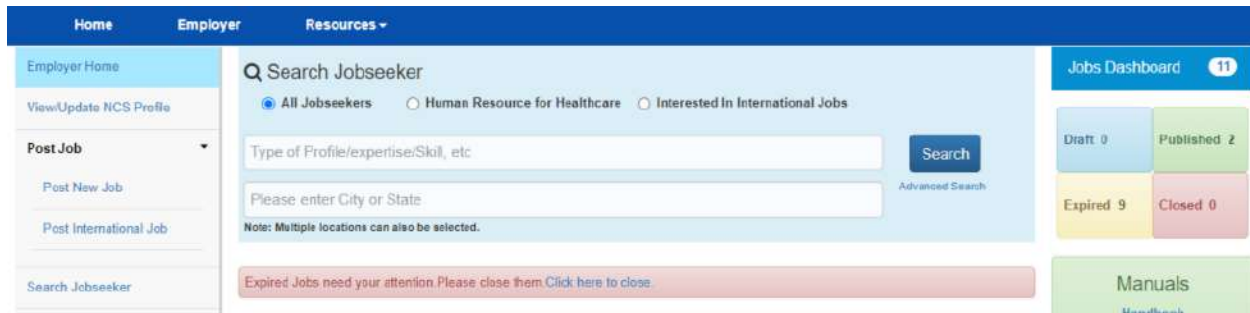 Home Employer Resources
Employer Home
View/Update NCS Profile
Post Job
Post New Job
Post International Job
Search Jobseeker
Search Jobseeker
All Jobseekers Human Resource for Healthcare Interested In International Jobs
Type of Profile/expertise/Skill, etc
Search
Please enter City or State
Advanced Search
Note: Multiple locations can also be selected.
Expired Jobs need your attention.Please close them.Click here to close.
Jobs Dashboard 11
Draft 0 Published 2
Expired 9 Closed 0
Manuals
Handbook